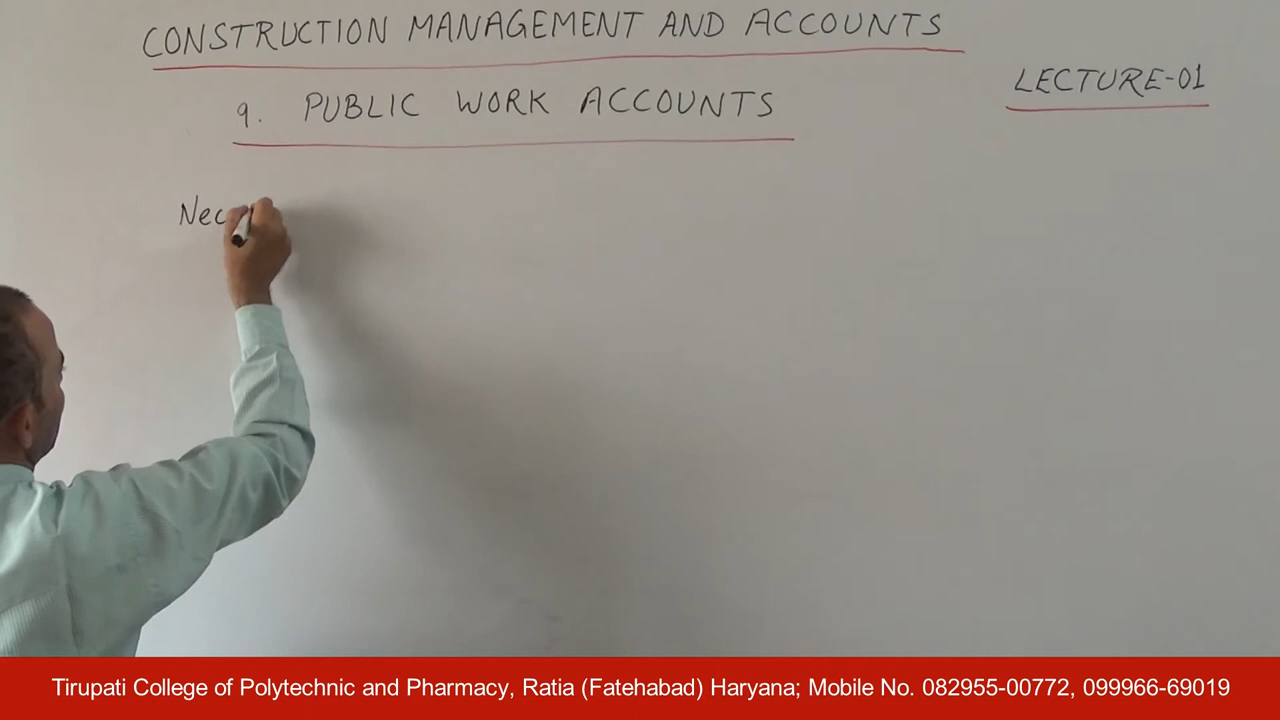 CONSTRUCTION MANAGEMENT AND ACCOUNTS
LECTURE-01
9. PUBLIC WORK ACCOUNTS
Nec
Tirupati College of Polytechnic and Pharmacy, Ratia (Fatehabad) Haryana; Mobile No. 082955-00772, 099966-69019